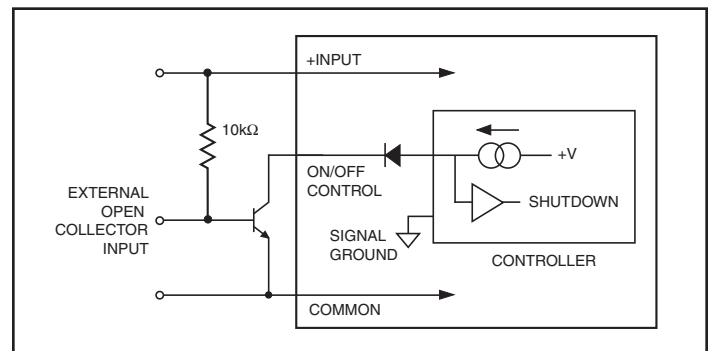 +INPUT
10kΩ
+V
ON/OFF
CONTROL
SHUTDOWN
EXTERNAL
OPEN
COLLECTOR
INPUT
SIGNAL
GROUND
CONTROLLER
COMMON